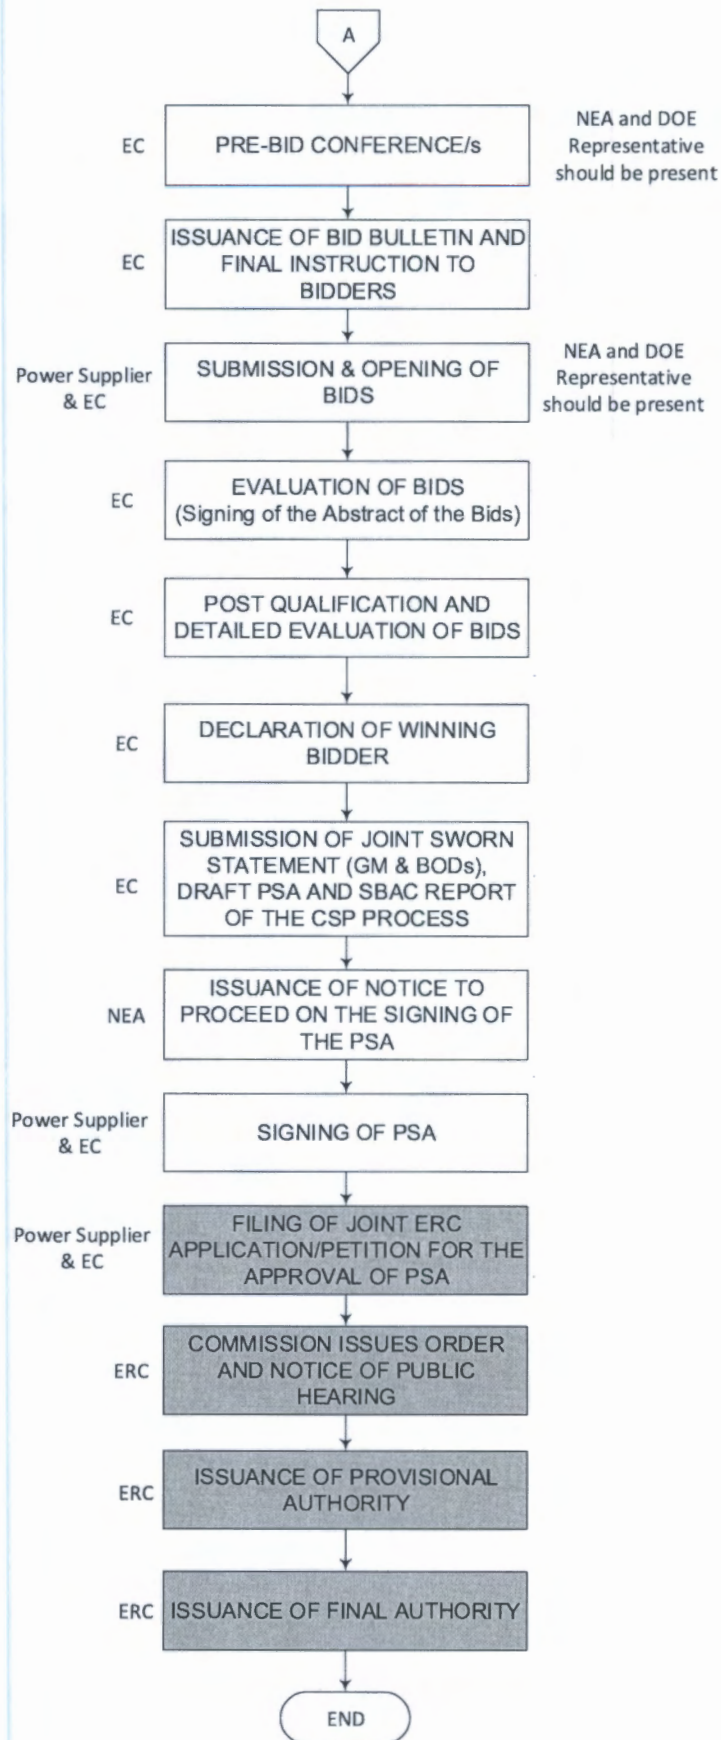 A
EC
PRE-BID CONFERENCE/s
NEA and DOE
Representative
should be present
EC
ISSUANCE OF BID BULLETIN AND
FINAL INSTRUCTION TO
BIDDERS
Power Supplier
& EC
SUBMISSION & OPENING OF
BIDS
NEA and DOE
Representative
should be present
EC
EVALUATION OF BIDS
(Signing of the Abstract of the Bids)
EC
POST QUALIFICATION AND
DETAILED EVALUATION OF BIDS
EC
DECLARATION OF WINNING
BIDDER
EC
SUBMISSION OF JOINT SWORN
STATEMENT (GM & BODs),
DRAFT PSA AND SBAC REPORT
OF THE CSP PROCESS
NEA
ISSUANCE OF NOTICE TO
PROCEED ON THE SIGNING OF
THE PSA
Power Supplier
& EC
SIGNING OF PSA
Power Supplier
& EC
FILING OF JOINT ERC
APPLICATION/PETITION FOR THE
APPROVAL OF PSA
ERC
COMMISSION ISSUES ORDER
AND NOTICE OF PUBLIC
HEARING
ERC
ISSUANCE OF PROVISIONAL
AUTHORITY
ERC
ISSUANCE OF FINAL AUTHORITY
END